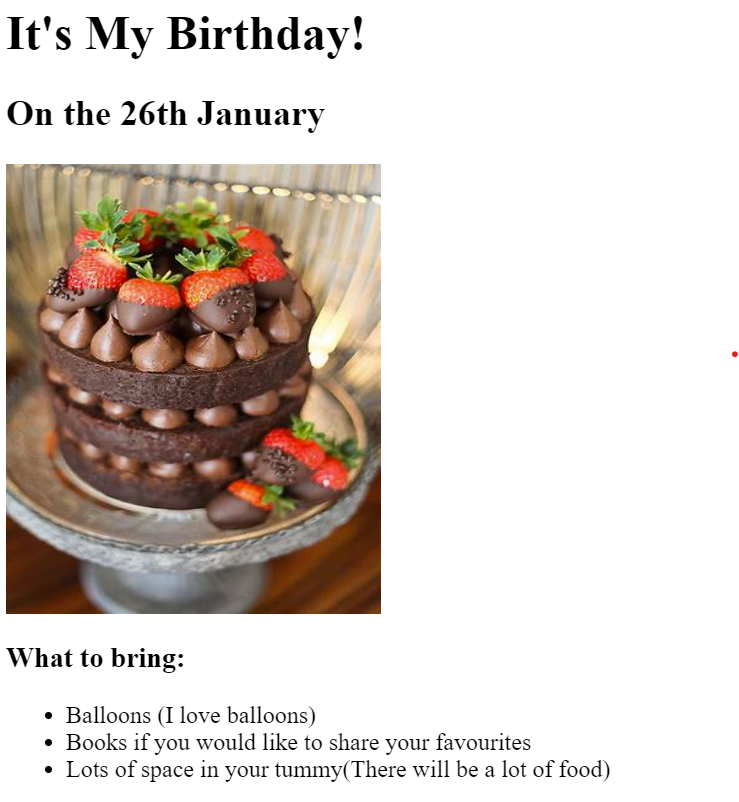 It's My Birthday!
On the 26th January
What to bring:
Balloons (I love balloons)
Books if you would like to share your favourites
Lots of space in your tummy(There will be a lot of food)